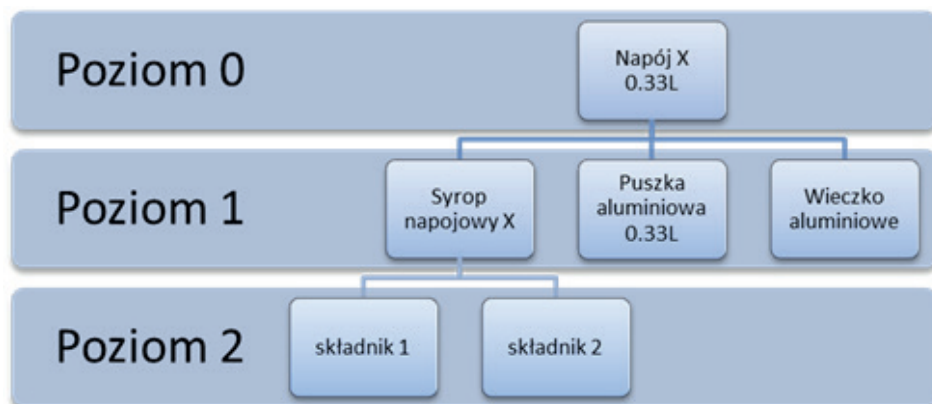 Poziom 0
Napój X
0.33L
Poziom 1
Syrop
napojowy X
Puszka
aluminiowa
0.33L
Wieczko
aluminiowe
Poziom 2
składnik 1
składnik 2